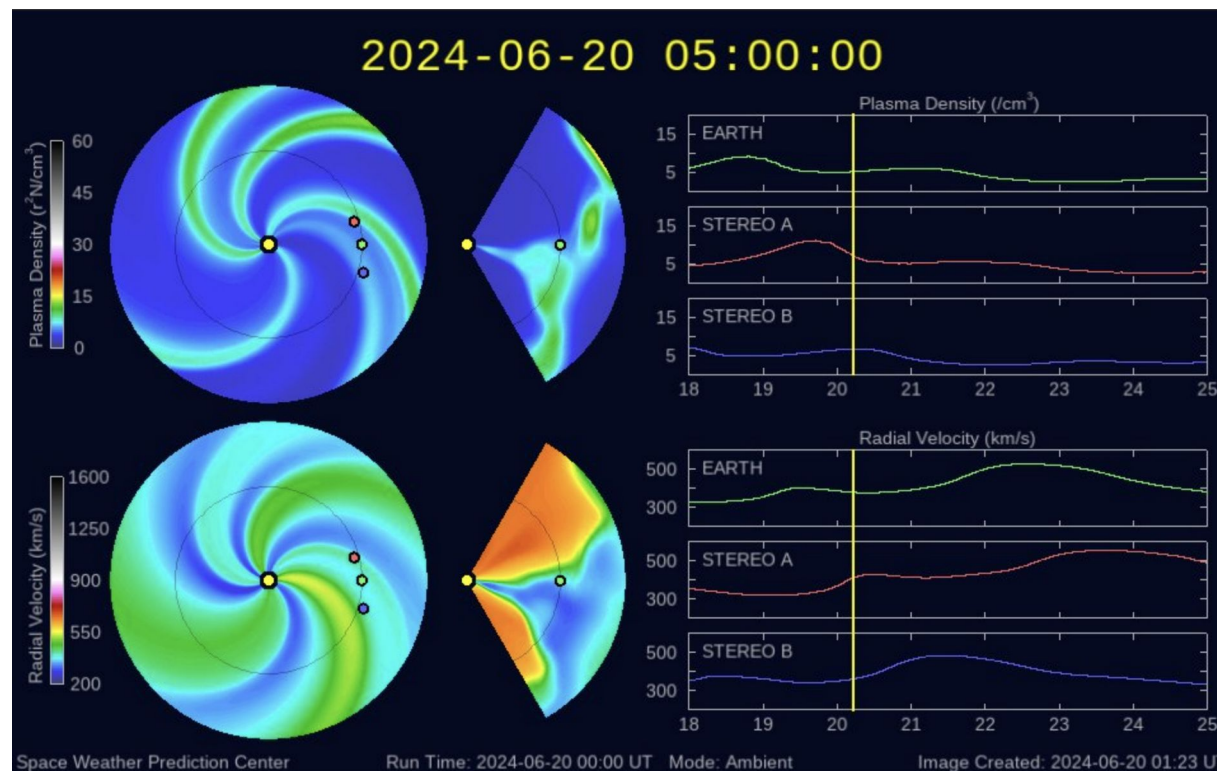 2024-06-20 05:00:00
Plasma Density (r²N/cm³)
60
45
30
15
0
Plasma Density (/cm³)
15
5
EARTH
15
5
STEREO A
15
5
STEREO B
18 19 20 21 22 23 24 25
Radial Velocity (km/s)
1600
1250
900
550
200
Radial Velocity (km/s)
500
300
EARTH
500
300
STEREO A
500
300
STEREO B
18 19 20 21 22 23 24 25
Space Weather Prediction Center Run Time: 2024-06-20 00:00 UT Mode: Ambient Image Created: 2024-06-20 01:23 U